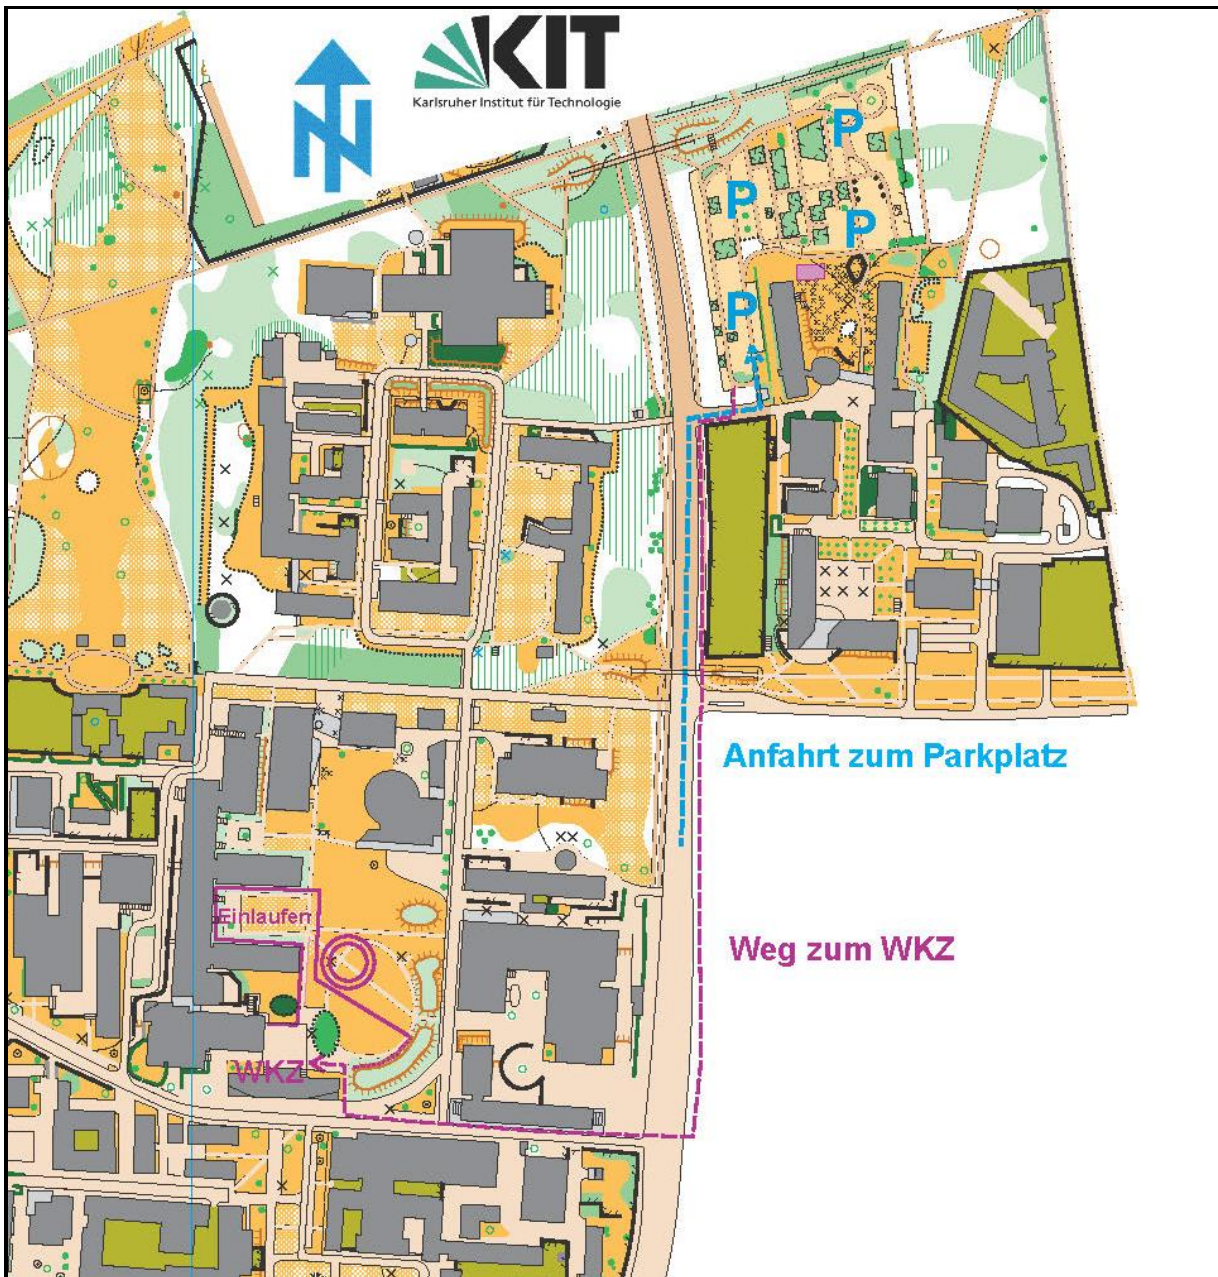 KIT
Karlsruher Institut für Technologie
N
P
P
P
P
Anfahrt zum Parkplatz
Einlaufen
Weg zum WKZ
WKZ